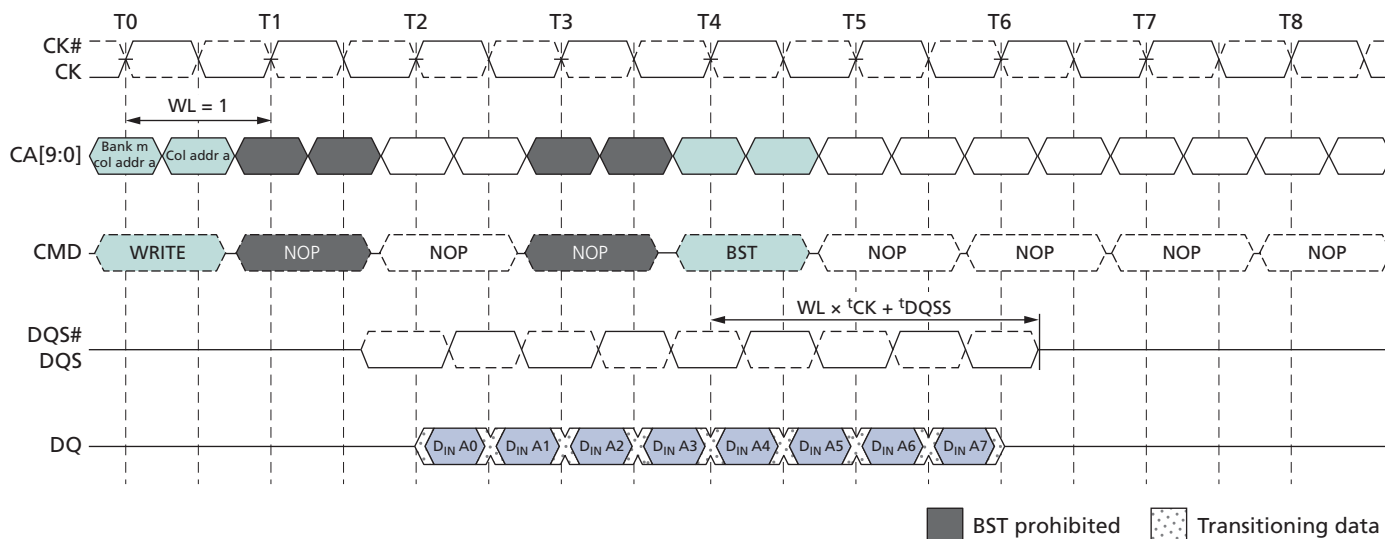 T0 T1 T2 T3 T4 T5 T6 T7 T8
CK#
CK
WL = 1
CA[9:0]
Bank m
col addr a
Col addr a
CMD
WRITE NOP NOP NOP BST NOP NOP NOP NOP
WL × tCK + tDQSS
DQS#
DQS
DQ
DIN A0 DIN A1 DIN A2 DIN A3 DIN A4 DIN A5 DIN A6 DIN A7
BST prohibited
Transitioning data